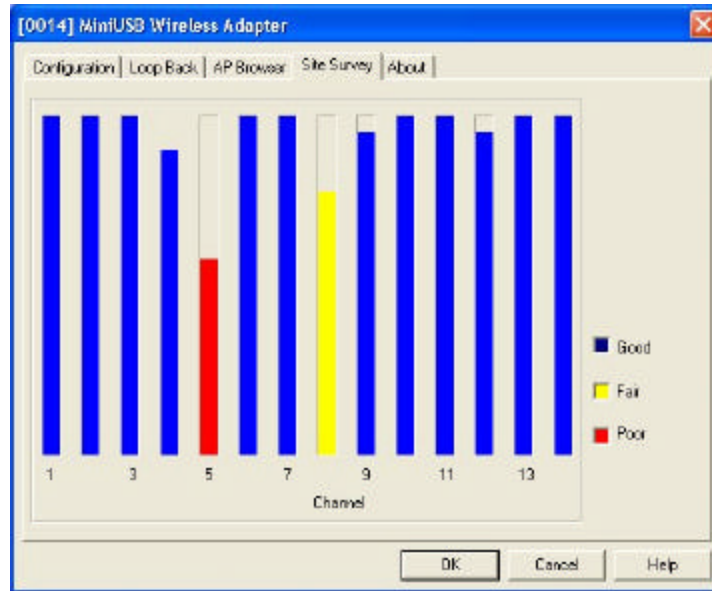 [0014] MiniUSB Wireless Adapter
Configuration Loop Back AP Browser Site Survey About
Good
Fair
Poor
1 3 5 7 9 11 13
Channel
OK Cancel Help